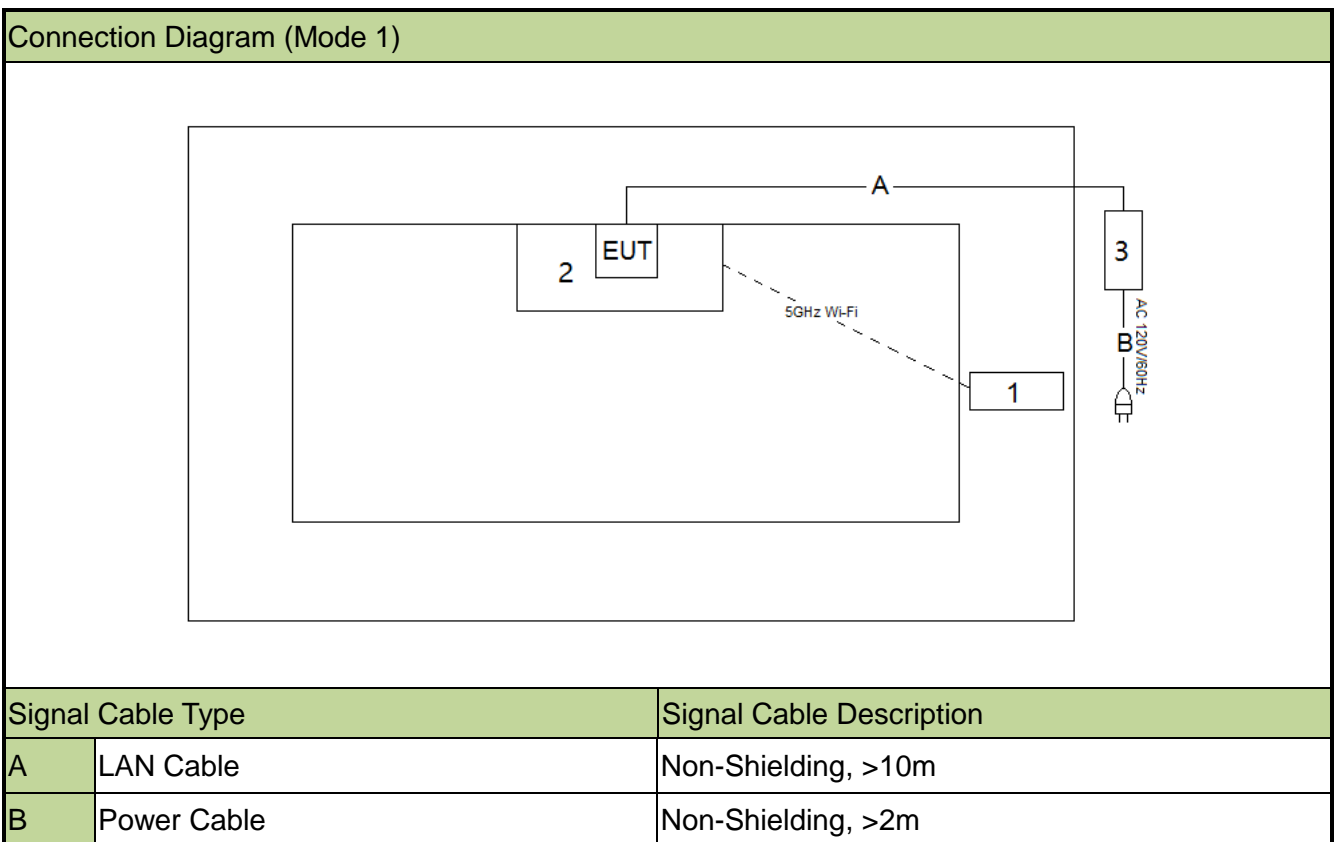 Connection Diagram (Mode 1)
A
EUT
2
3
5GHz Wi-Fi
AC 120V/60Hz
B
1
Signal Cable Type Signal Cable Description
A LAN Cable Non-Shielding, >10m
B Power Cable Non-Shielding, >2m